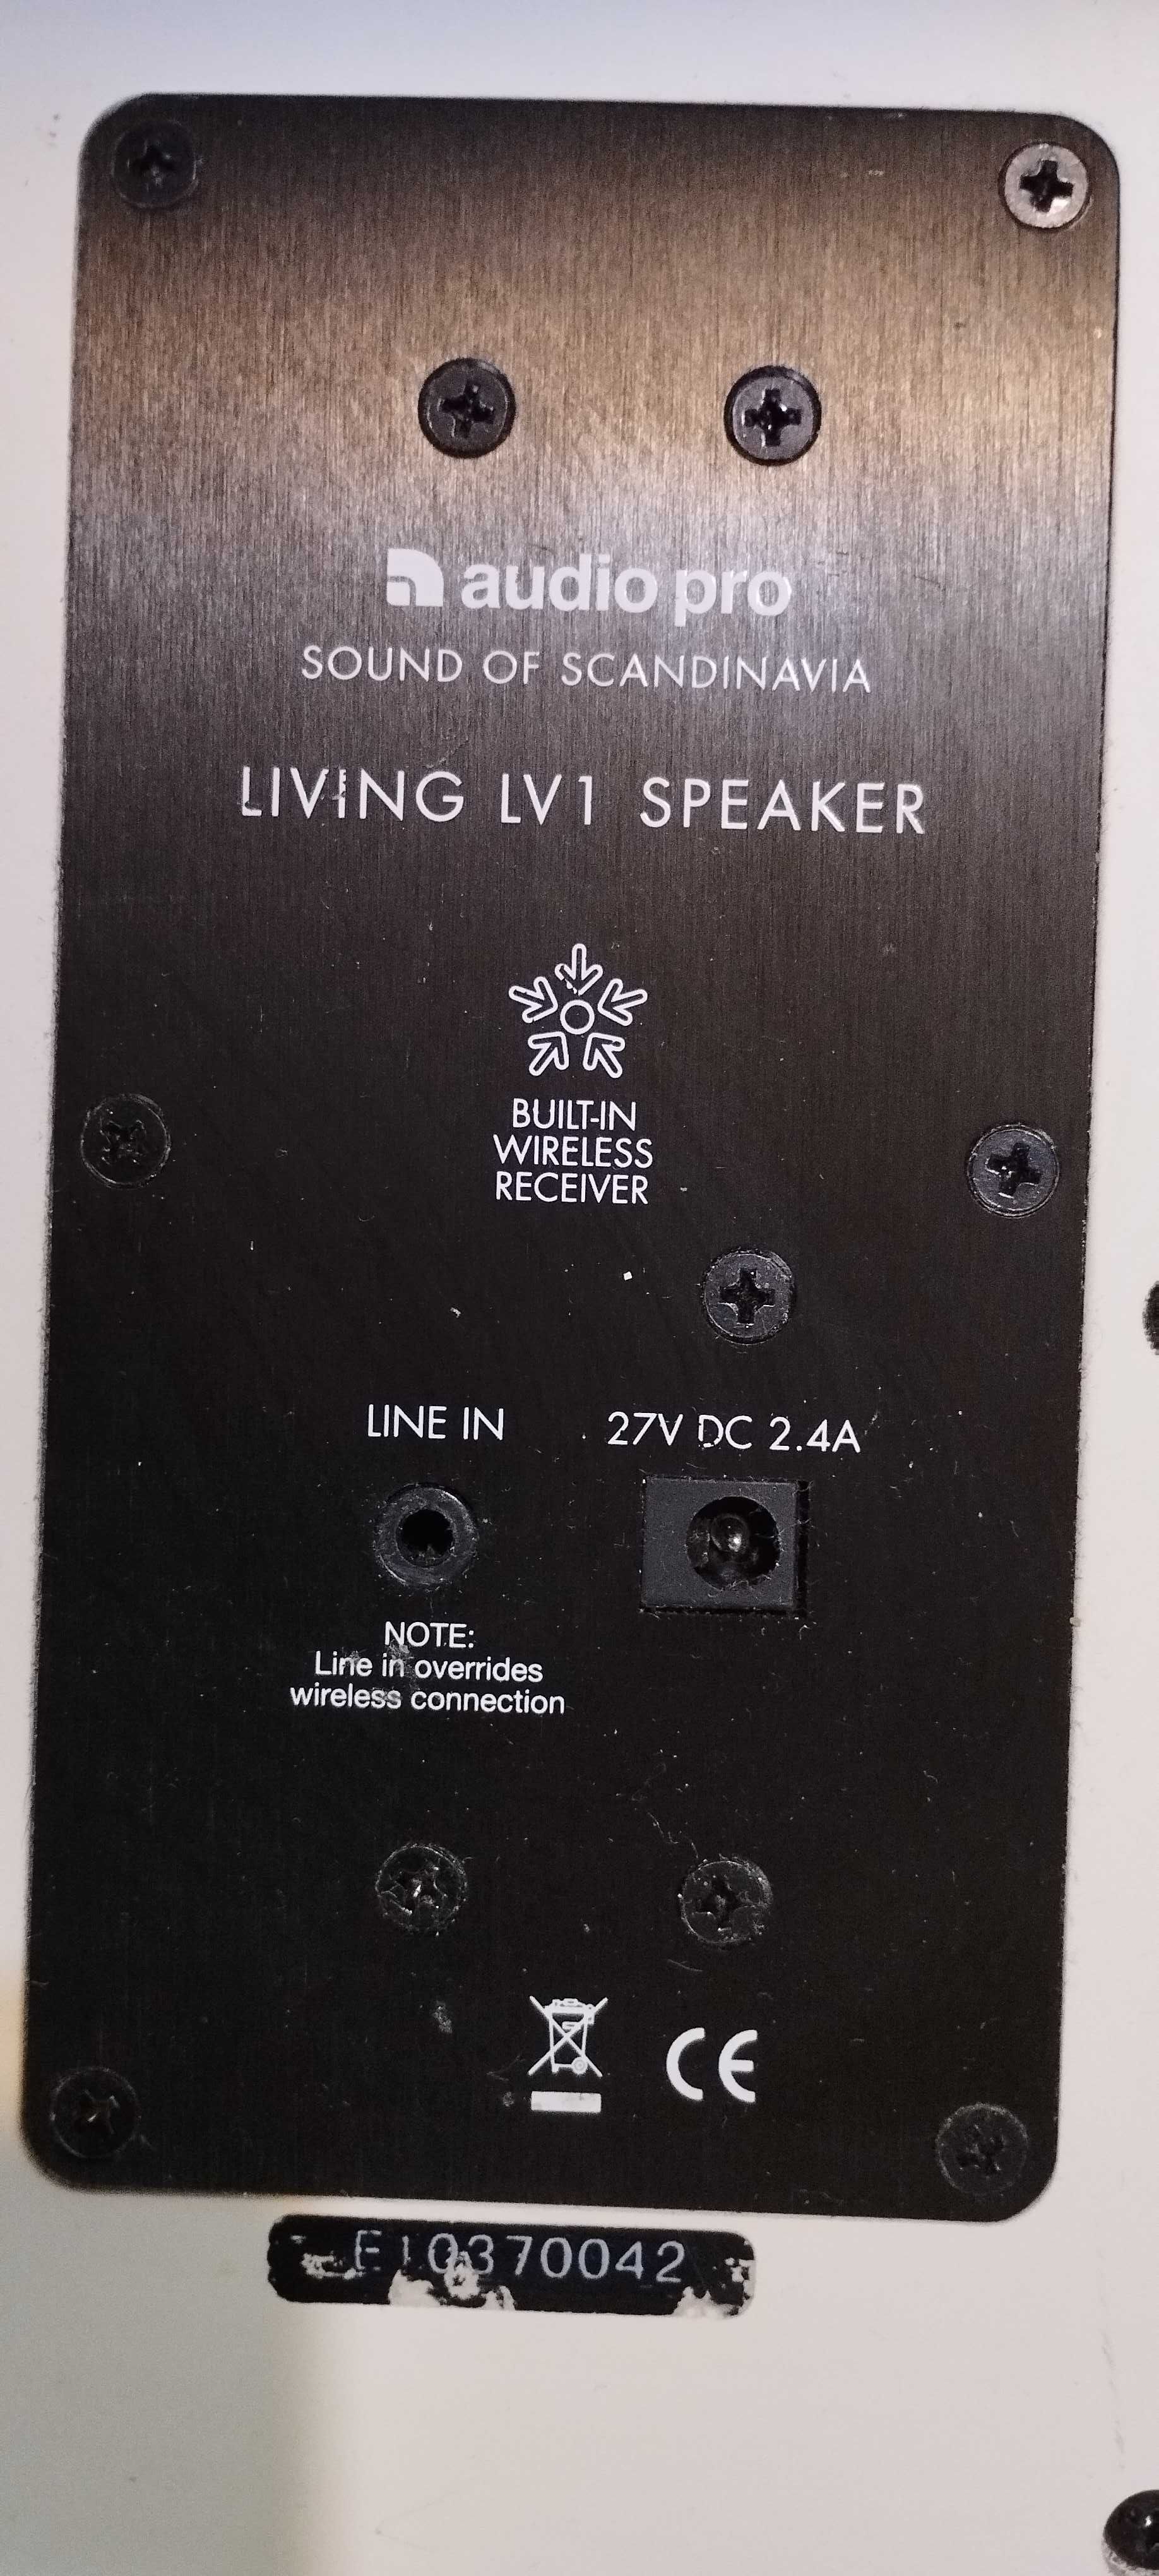 audio pro
SOUND OF SCANDINAVIA
LIVING LV1 SPEAKER
BUILT-IN
WIRELESS
RECEIVER
LINE IN
27V DC 2.4A
NOTE:
Line in overrides
wireless connection
CE
E10370042